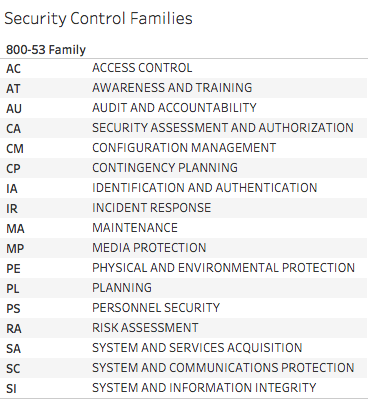 Security Control Families
800-53 Family
AC ACCESS CONTROL
AT AWARENESS AND TRAINING
AU AUDIT AND ACCOUNTABILITY
CA SECURITY ASSESSMENT AND AUTHORIZATION
CM CONFIGURATION MANAGEMENT
CP CONTINGENCY PLANNING
IA IDENTIFICATION AND AUTHENTICATION
IR INCIDENT RESPONSE
MA MAINTENANCE
MP MEDIA PROTECTION
PE PHYSICAL AND ENVIRONMENTAL PROTECTION
PL PLANNING
PS PERSONNEL SECURITY
RA RISK ASSESSMENT
SA SYSTEM AND SERVICES ACQUISITION
SC SYSTEM AND COMMUNICATIONS PROTECTION
SI SYSTEM AND INFORMATION INTEGRITY